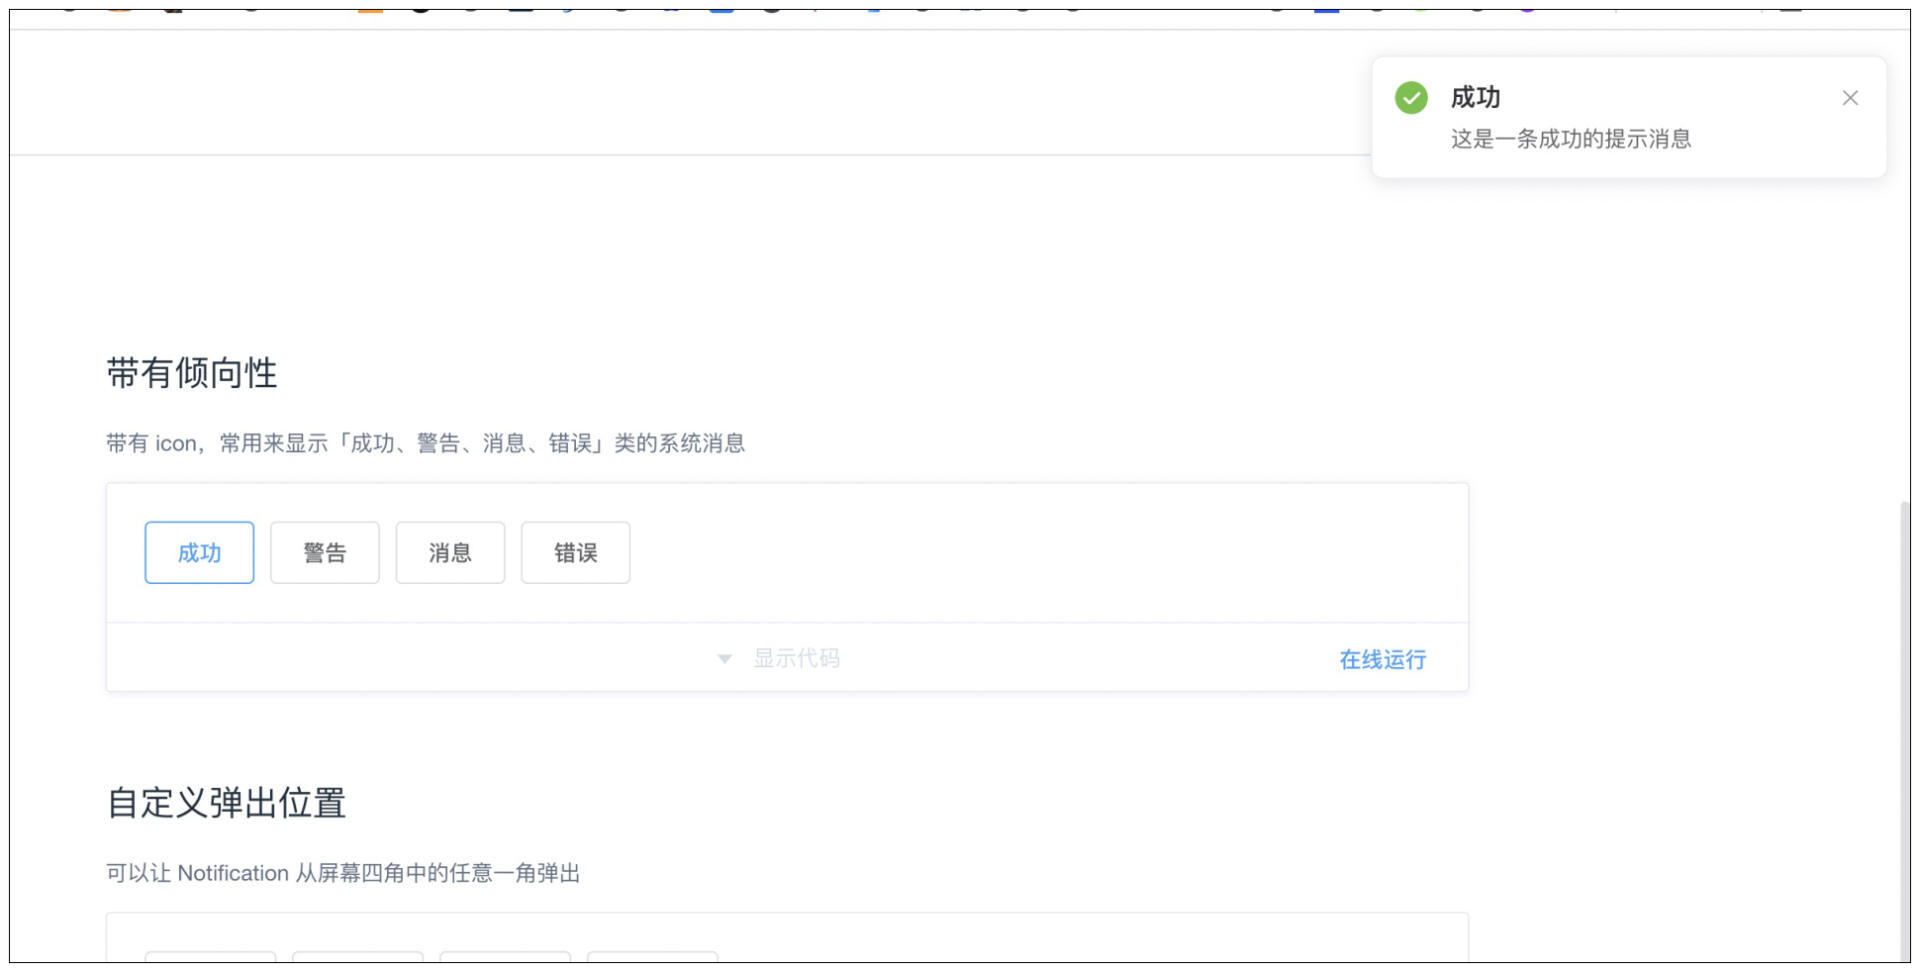 成功
这是一条成功的提示消息
带有倾向性
带有 icon，常用来显示「成功、警告、消息、错误」类的系统消息
成功 警告 消息 错误
显示代码 在线运行
自定义弹出位置
可以让 Notification 从屏幕四角中的任意一角弹出